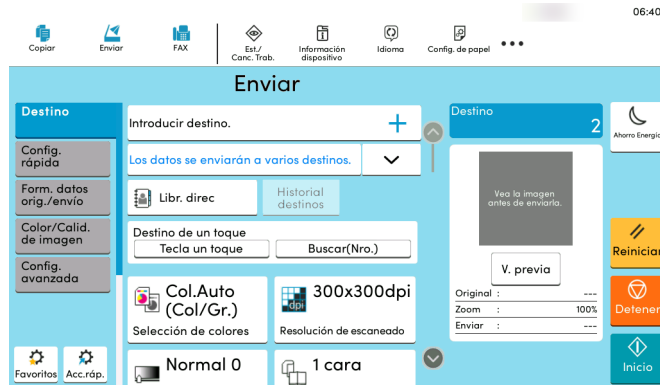 06:40
Copiar
Enviar
FAX
Est./
Canc. Trab.
Información
dispositivo
Idioma
Config. de papel
Enviar
Destino
Config.
rápida
Form. datos
orig./envío
Color/Calid.
de imagen
Config.
avanzada
Favoritos
Acc.ráp.
Introducir destino.
Los datos se enviarán a varios destinos.
Libr. direc
Historial
destinos
Destino de un toque
Tecla un toque
Buscar(Nro.)
Col.Auto
(Col/Gr.)
Selección de colores
dpi
300x300dpi
Resolución de escaneado
Normal 0
1 cara
Destino
2
Vea la imagen
antes de enviarla.
V. previa
Original : ---
Zoom : 100%
Enviar : ---
Ahorro Energía
Reiniciar
Detener
Inicio